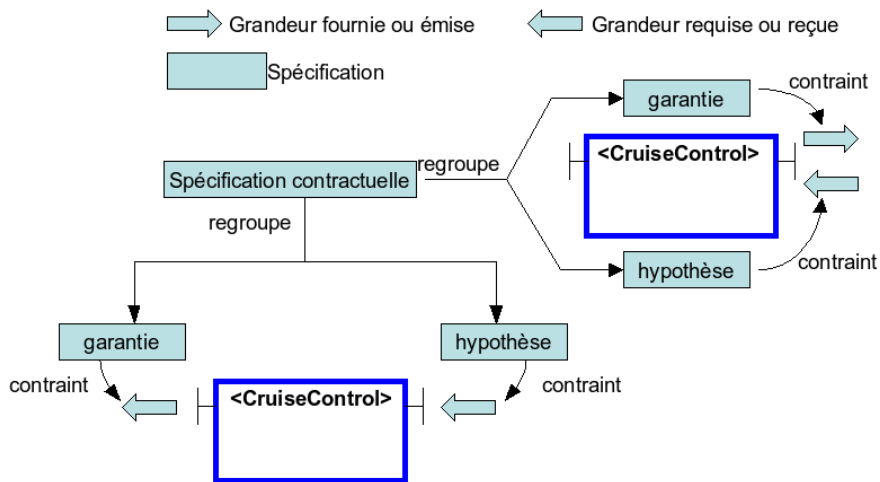 Grandeur fournie ou émise
Grandeur requise ou reçue
Spécification
garantie
contraint
<CruiseControl>
regroupe
Spécification contractuelle
regroupe
hypothèse
contraint
garantie
hypothèse
contraint
contraint
<CruiseControl>